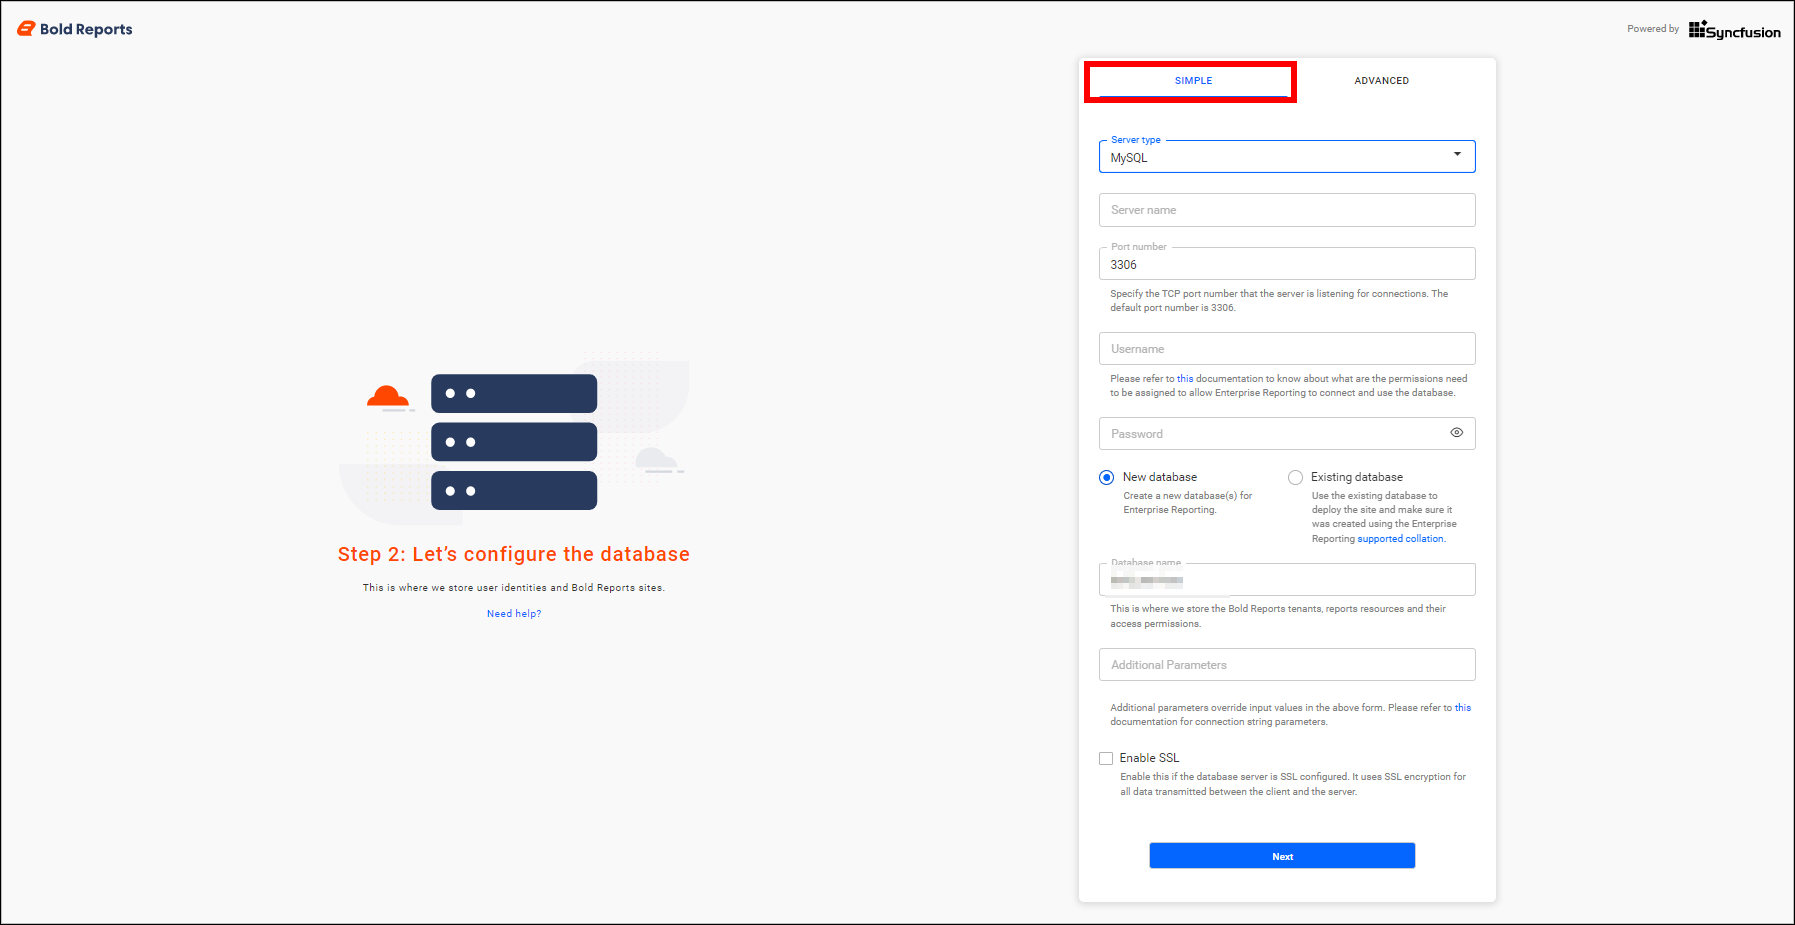 Bold Reports
Powered by Syncfusion
Step 2: Let's configure the database
This is where we store user identities and Bold Reports sites.
Need help?
SIMPLE
ADVANCED
Server type
MySQL
Server name
Port number
3306
Specify the TCP port number that the server is listening for connections. The
default port number is 3306.
Username
Please refer to this documentation to know about what are the permissions need
to be assigned to allow Enterprise Reporting to connect and use the database.
Password
New database
Create a new database(s) for
Enterprise Reporting.
Existing database
Use the existing database to
deploy the site and make sure it
was created using the Enterprise
Reporting supported collation.
Database name
This is where we store the Bold Reports tenants, reports resources and their
access permissions.
Additional Parameters
Additional parameters override input values in the above form. Please refer to this
documentation for connection string parameters.
Enable SSL
Enable this if the database server is SSL configured. It uses SSL encryption for
all data transmitted between the client and the server.
Next